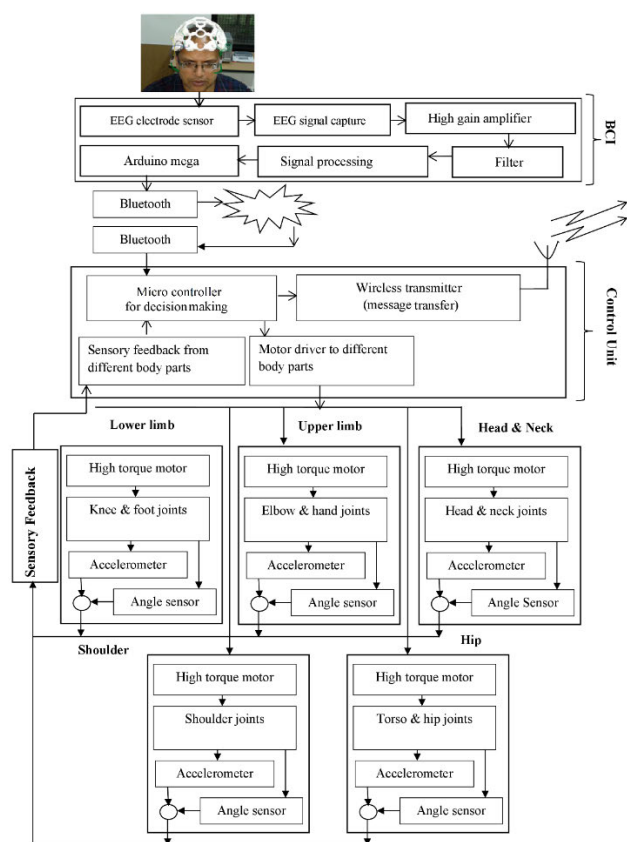 EEG electrode sensor
EEG signal capture
High gain amplifier
BCI
Arduino mega
Signal processing
Filter
Bluetooth
Bluetooth
Micro controller
for decision making
Wireless transmitter
(message transfer)
Control Unit
Sensory feedback from
different body parts
Motor driver to different
body parts
Sensory Feedback
Lower limb
High torque motor
Knee & foot joints
Accelerometer
Angle sensor
Upper limb
High torque motor
Elbow & hand joints
Accelerometer
Angle sensor
Head & Neck
High torque motor
Head & neck joints
Accelerometer
Angle Sensor
Shoulder
High torque motor
Shoulder joints
Accelerometer
Angle sensor
Hip
High torque motor
Torso & hip joints
Accelerometer
Angle sensor